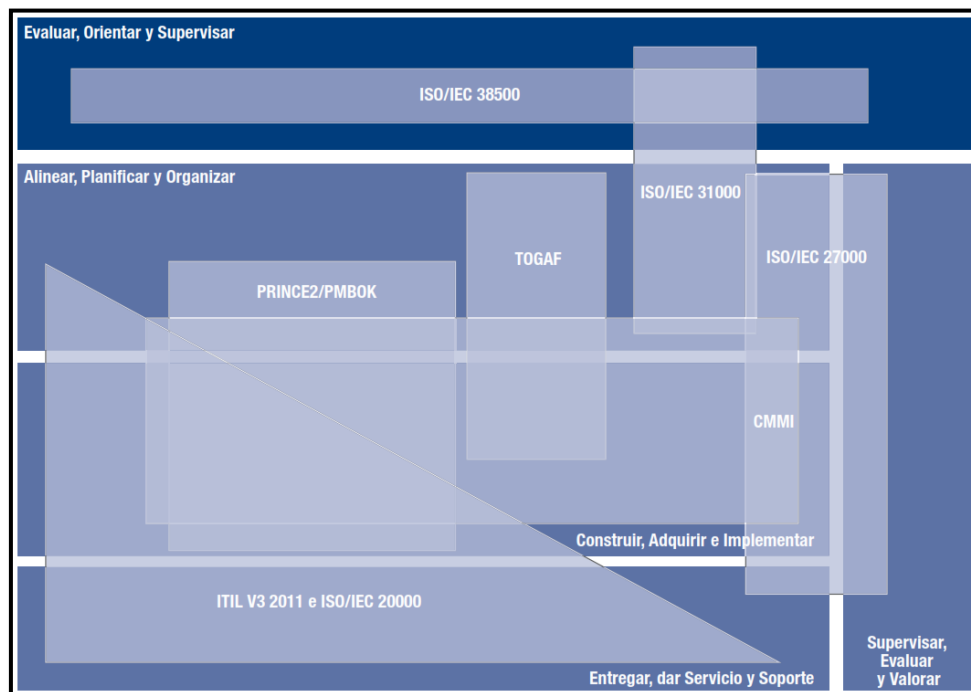 Evaluar, Orientar y Supervisar
ISO/IEC 38500
Alinear, Planificar y Organizar
ISO/IEC 31000
TOGAF
ISO/IEC 27000
PRINCE2/PMBOK
CMMI
Construir, Adquirir e Implementar
ITIL V3 2011 e ISO/IEC 20000
Entregar, dar Servicio y Soporte
Supervisar,
Evaluar
y Valorar